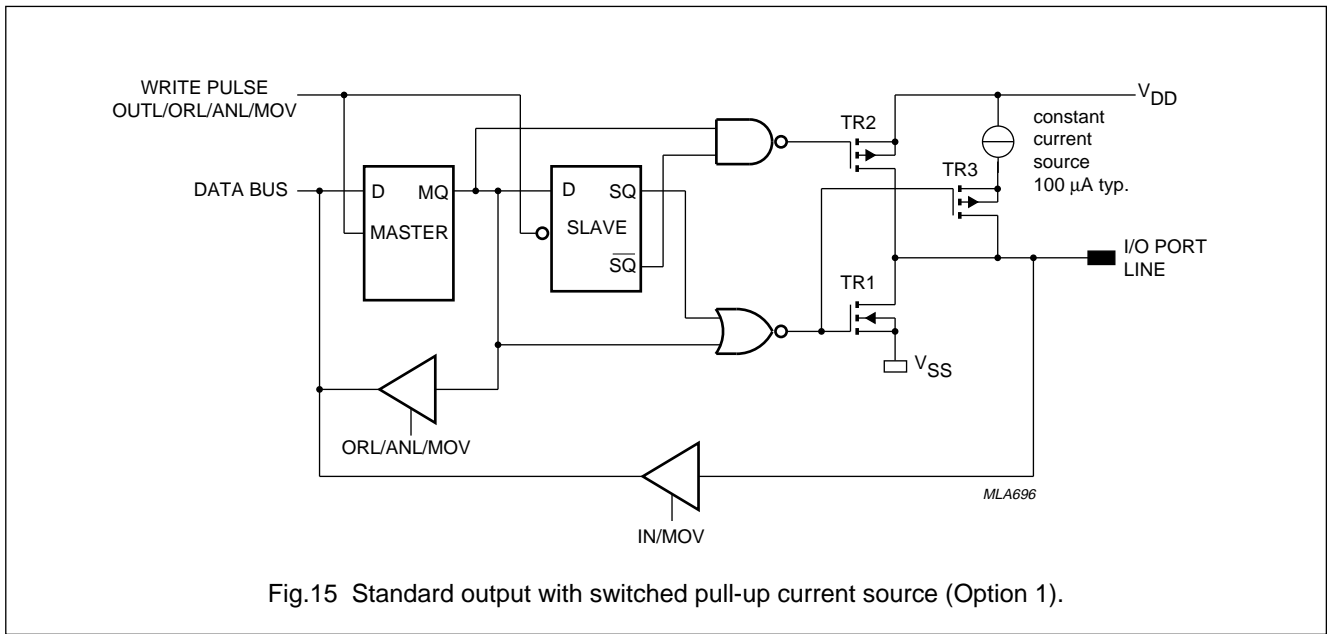 WRITE PULSE
OUTL/ORL/ANL/MOV
DATA BUS
D
MQ
MASTER
D
SQ
SLAVE
SQ
TR2
VDD
constant
current
source
100 µA typ.
TR3
TR1
I/O PORT
LINE
VSS
ORL/ANL/MOV
IN/MOV
MLA696
Fig.15 Standard output with switched pull-up current source (Option 1).